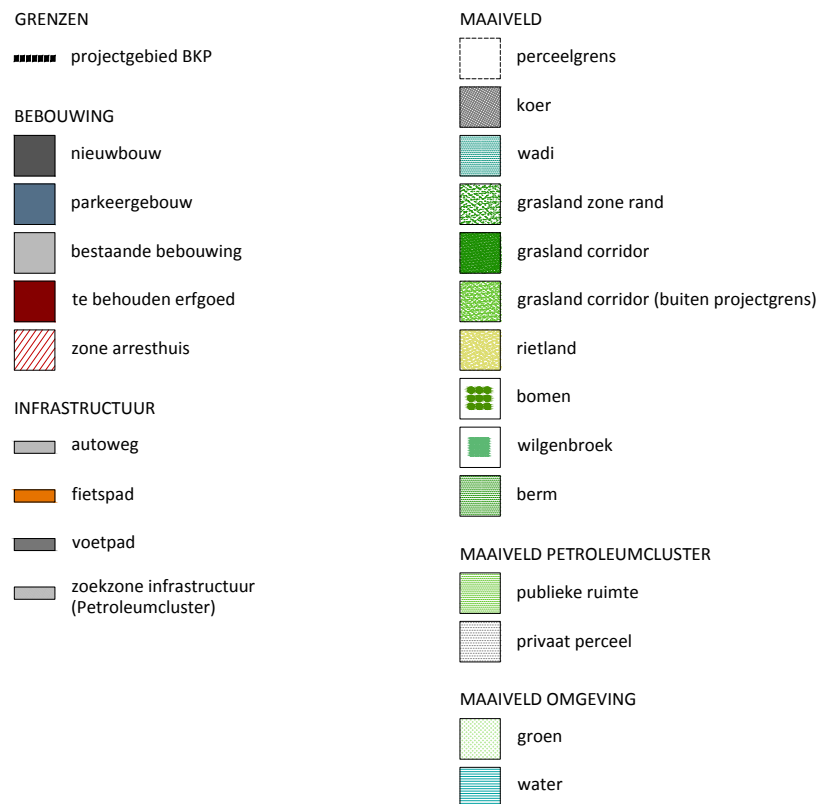 GRENZEN
projectgebied BKP
BEBOUWING
nieuwbouw
parkeergebouw
bestaande bebouwing
te behouden erfgoed
zone arresthuis
INFRASTRUCTUUR
autoweg
fietspad
voetpad
zoekzone infrastructuur
(Petroleumcluster)
MAAIVELD
perceelgrens
koer
wadi
grasland zone rand
grasland corridor
grasland corridor (buiten projectgrens)
rietland
bomen
wilgenbroek
berm
MAAIVELD PETROLEUMCLUSTER
publieke ruimte
privaat perceel
MAAIVELD OMGEVING
groen
water